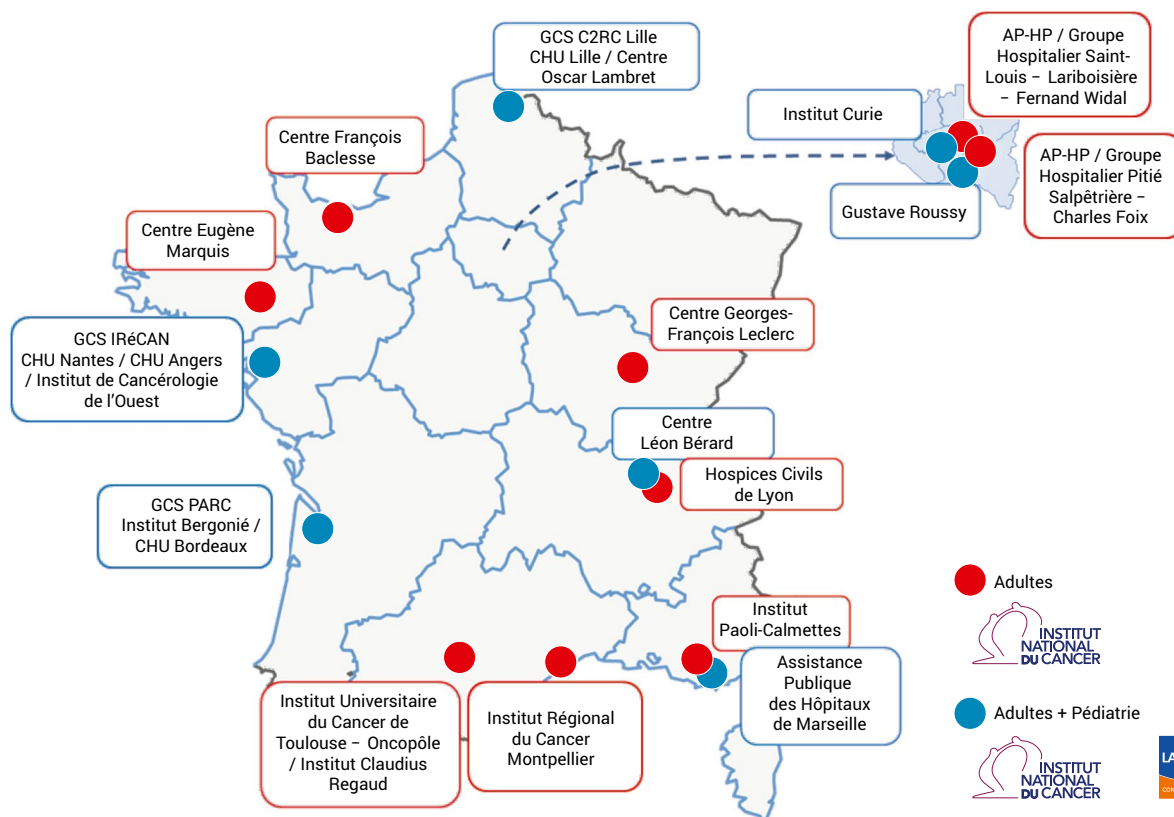 GCS C2RC Lille
CHU Lille / Centre
Oscar Lambret
AP-HP / Groupe
Hospitalier Saint-
Louis – Lariboisière
– Fernand Widal
Institut Curie
Centre François
Baclesse
AP-HP / Groupe
Hospitalier Pitié
Salpêtrière –
Charles Foix
Gustave Roussy
Centre Eugène
Marquis
Centre Georges-
François Leclerc
GCS IRéCAN
CHU Nantes / CHU Angers
/ Institut de Cancérologie
de l'Ouest
Centre
Léon Bérard
Hospices Civils
de Lyon
GCS PARC
Institut Bergonié /
CHU Bordeaux
Institut
Paoli-Calmettes
Assistance
Publique
des Hôpitaux
de Marseille
Institut Universitaire
du Cancer de
Toulouse – Oncopôle
/ Institut Claudius
Regaud
Institut Régional
du Cancer
Montpellier
Adultes
INSTITUT
NATIONAL
DU CANCER
Adultes + Pédiatrie
INSTITUT
NATIONAL
DU CANCER
LA
CON